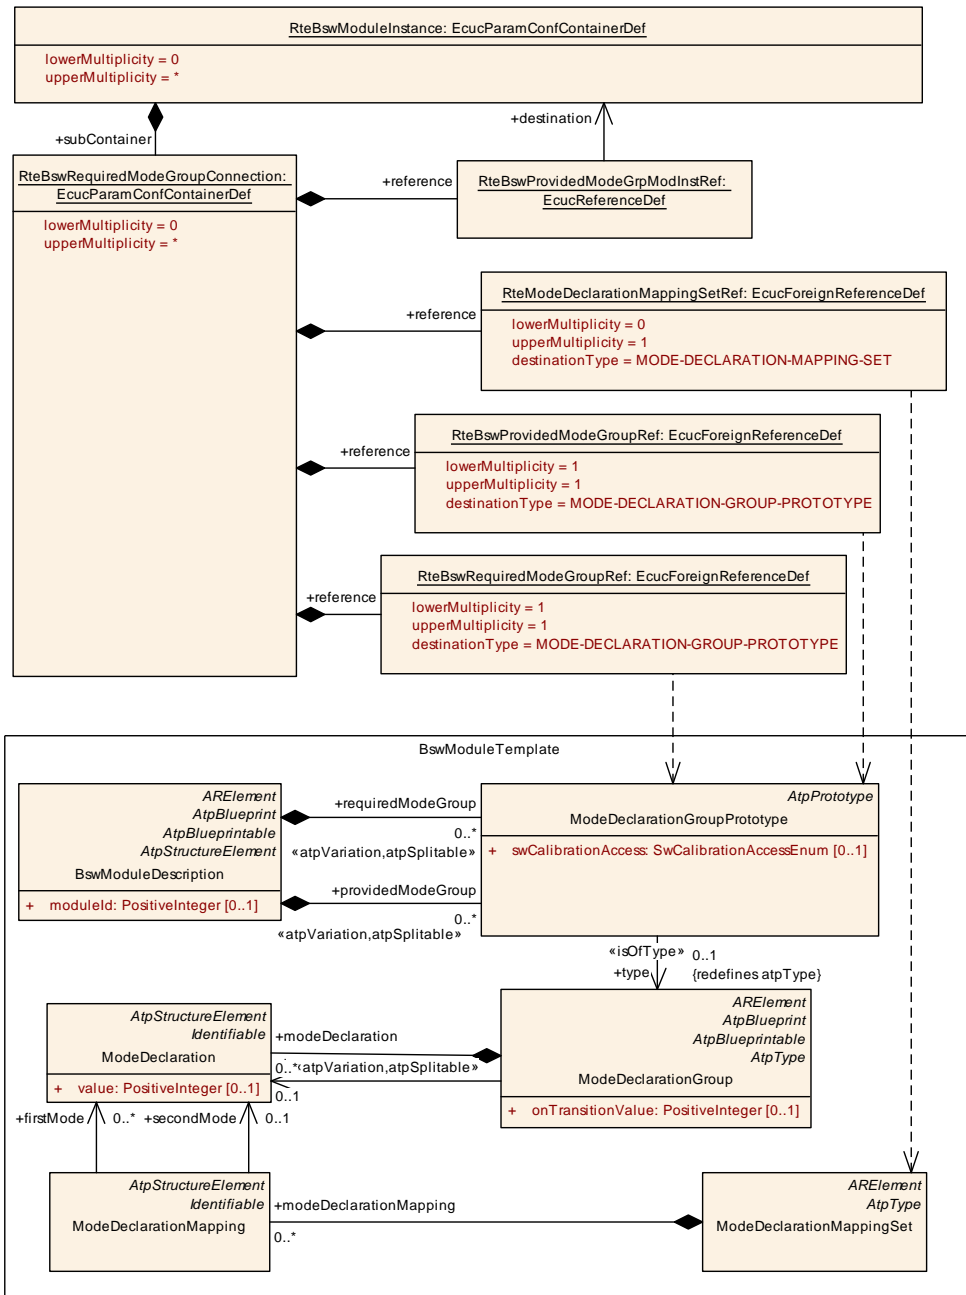 RteBswModuleInstance: EcucParamConfContainerDef
lowerMultiplicity = 0
upperMultiplicity = *
+destination
+subContainer
RteBswRequiredModeGroupConnection:
EcucParamConfContainerDef
lowerMultiplicity = 0
upperMultiplicity = *
+reference
RteBswProvidedModeGrpModInstRef:
EcucReferenceDef
+reference
RteModeDeclarationMappingSetRef: EcucForeignReferenceDef
lowerMultiplicity = 0
upperMultiplicity = 1
destinationType = MODE-DECLARATION-MAPPING-SET
+reference
RteBswProvidedModeGroupRef: EcucForeignReferenceDef
lowerMultiplicity = 1
upperMultiplicity = 1
destinationType = MODE-DECLARATION-GROUP-PROTOTYPE
+reference
RteBswRequiredModeGroupRef: EcucForeignReferenceDef
lowerMultiplicity = 1
upperMultiplicity = 1
destinationType = MODE-DECLARATION-GROUP-PROTOTYPE
BswModuleTemplate
ARElement
AtpBlueprint
AtpBlueprintable
AtpStructureElement
BswModuleDescription
+ moduleId: PositiveInteger [0..1]
+requiredModeGroup
0..*
«atpVariation,atpSplitable»
+providedModeGroup
0..*
«atpVariation,atpSplitable»
AtpPrototype
ModeDeclarationGroupPrototype
+ swCalibrationAccess: SwCalibrationAccessEnum [0..1]
«isOfType»
0..1
+type
{redefines atpType}
AtpStructureElement
Identifiable
ModeDeclaration
+ value: PositiveInteger [0..1]
+modeDeclaration
0..*
«atpVariation,atpSplitable»
0..1
ARElement
AtpBlueprint
AtpBlueprintable
AtpType
ModeDeclarationGroup
+ onTransitionValue: PositiveInteger [0..1]
+firstMode
0..*
+secondMode
0..1
AtpStructureElement
Identifiable
ModeDeclarationMapping
+modeDeclarationMapping
0..*
ARElement
AtpType
ModeDeclarationMappingSet